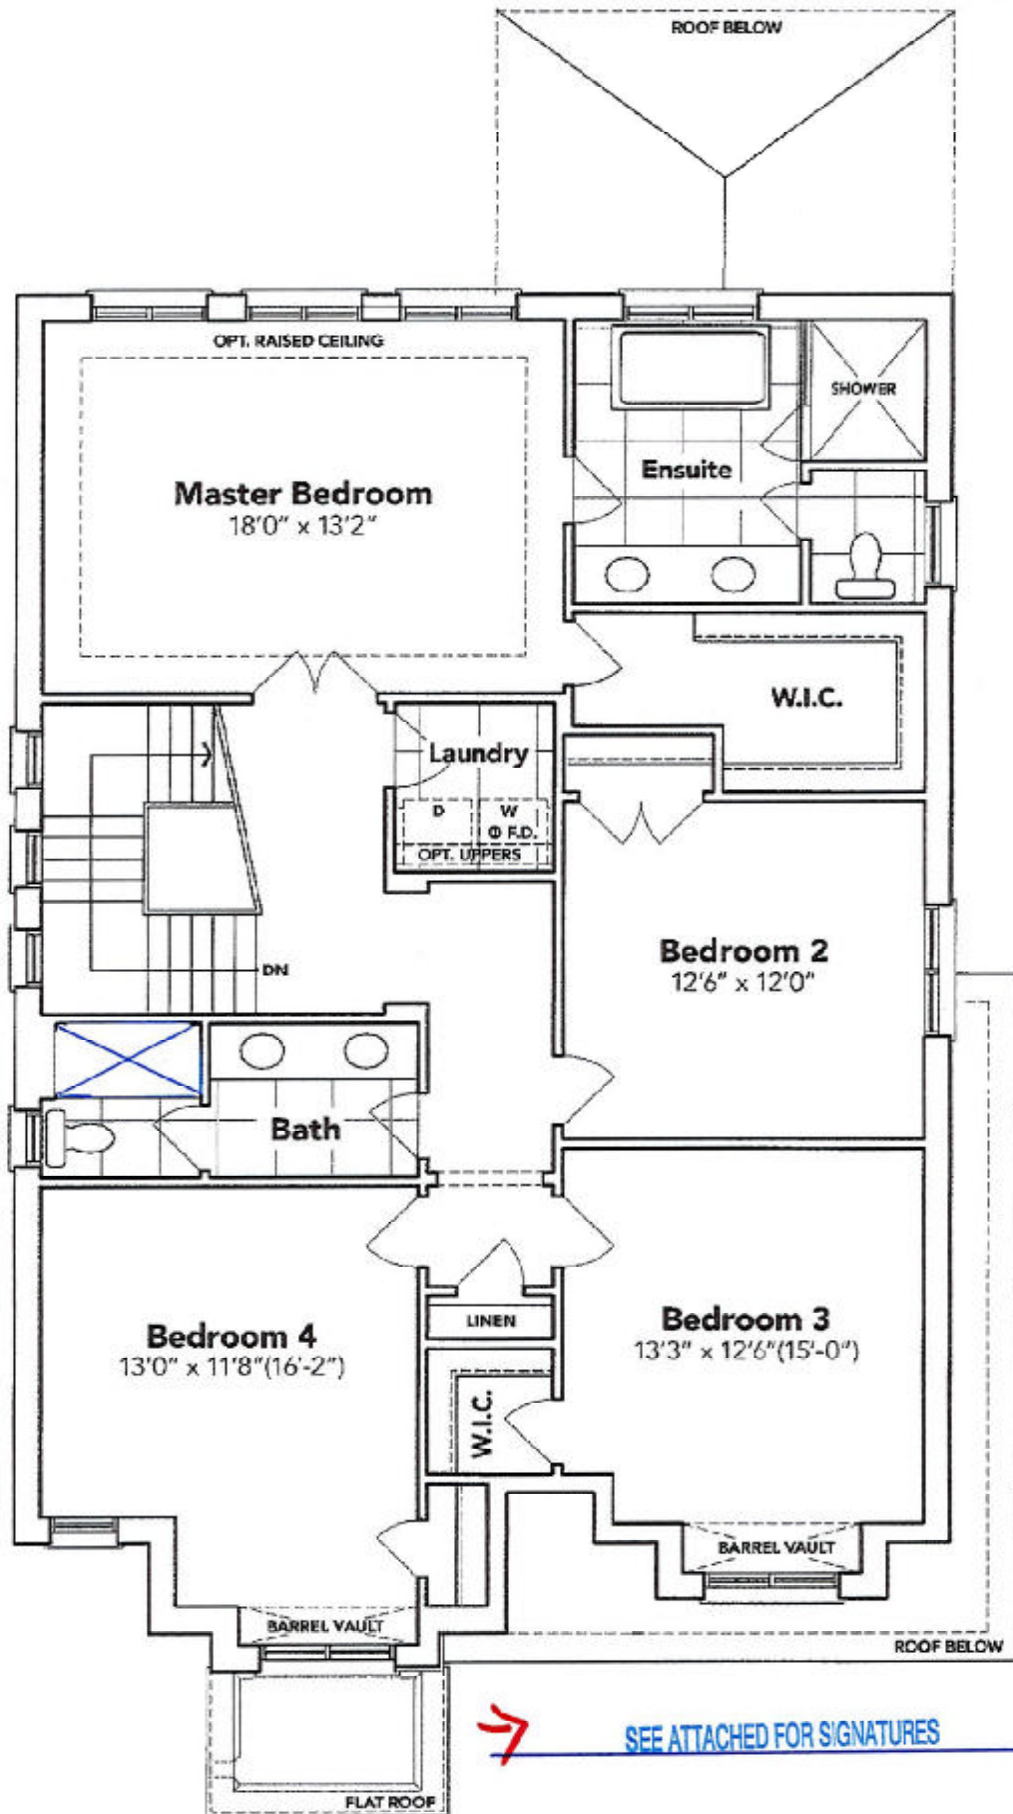 ROOF BELOW
OPT. RAISED CEILING
SHOWER
Ensuite
Master Bedroom
18'0" x 13'2"
W.I.C.
Laundry
D W
Φ F.D.
OPT. UPPERS
Bedroom 2
12'6" x 12'0"
DN
Bath
Bedroom 4
13'0" x 11'8"(16'-2")
LINEN
Bedroom 3
13'3" x 12'6"(15'-0")
W.I.C.
BARREL VAULT
BARREL VAULT
ROOF BELOW
SEE ATTACHED FOR SIGNATURES
FLAT ROOF